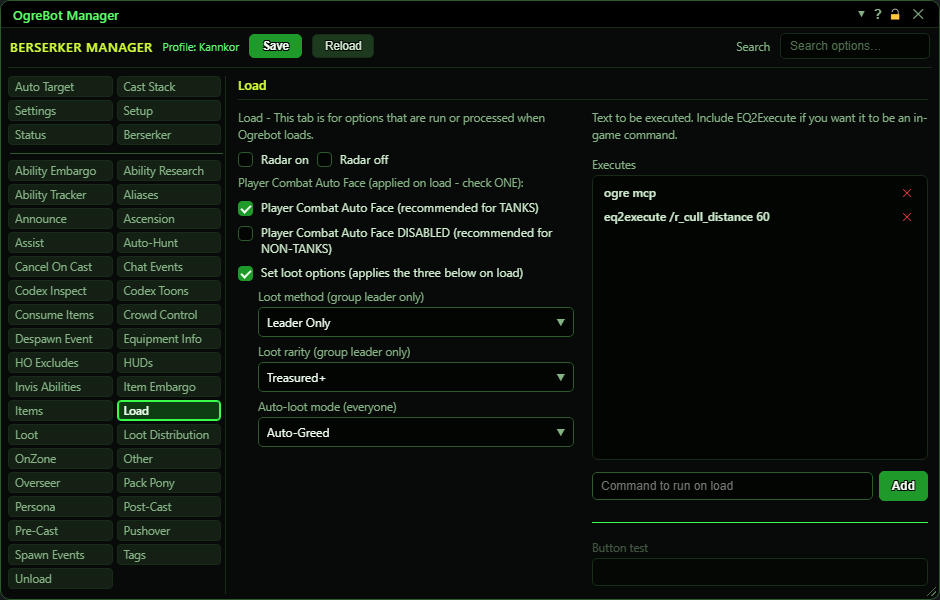 OgreBot Manager
?
BERSERKER MANAGER Profile: Kannkor Save Reload Search Search options...
Auto Target Cast Stack
Settings Setup
Status Berserker
Ability Embargo Ability Research
Ability Tracker Aliases
Announce Ascension
Assist Auto-Hunt
Cancel On Cast Chat Events
Codex Inspect Codex Toons
Consume Items Crowd Control
Despawn Event Equipment Info
HO Excludes HUDs
Invis Abilities Item Embargo
Items Load
Loot Loot Distribution
OnZone Other
Overseer Pack Pony
Persona Post-Cast
Pre-Cast Pushover
Spawn Events Tags
Unload
Load
Load - This tab is for options that are run or processed when
Ogrebot loads.
Radar on Radar off
Player Combat Auto Face (applied on load - check ONE):
Player Combat Auto Face (recommended for TANKS)
Player Combat Auto Face DISABLED (recommended for
NON-TANKS)
Set loot options (applies the three below on load)
Loot method (group leader only)
Leader Only
Loot rarity (group leader only)
Treasured+
Auto-loot mode (everyone)
Auto-Greed
Text to be executed. Include EQ2Execute if you want it to be an in-
game command.
Executes
ogre mcp
eq2execute /r_cull_distance 60
Command to run on load Add
Button test